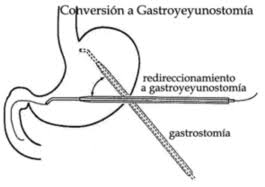 Conversión a Gastroyeyunostomía
redireccionamiento
a gastroyeyunostomía
gastrostomía